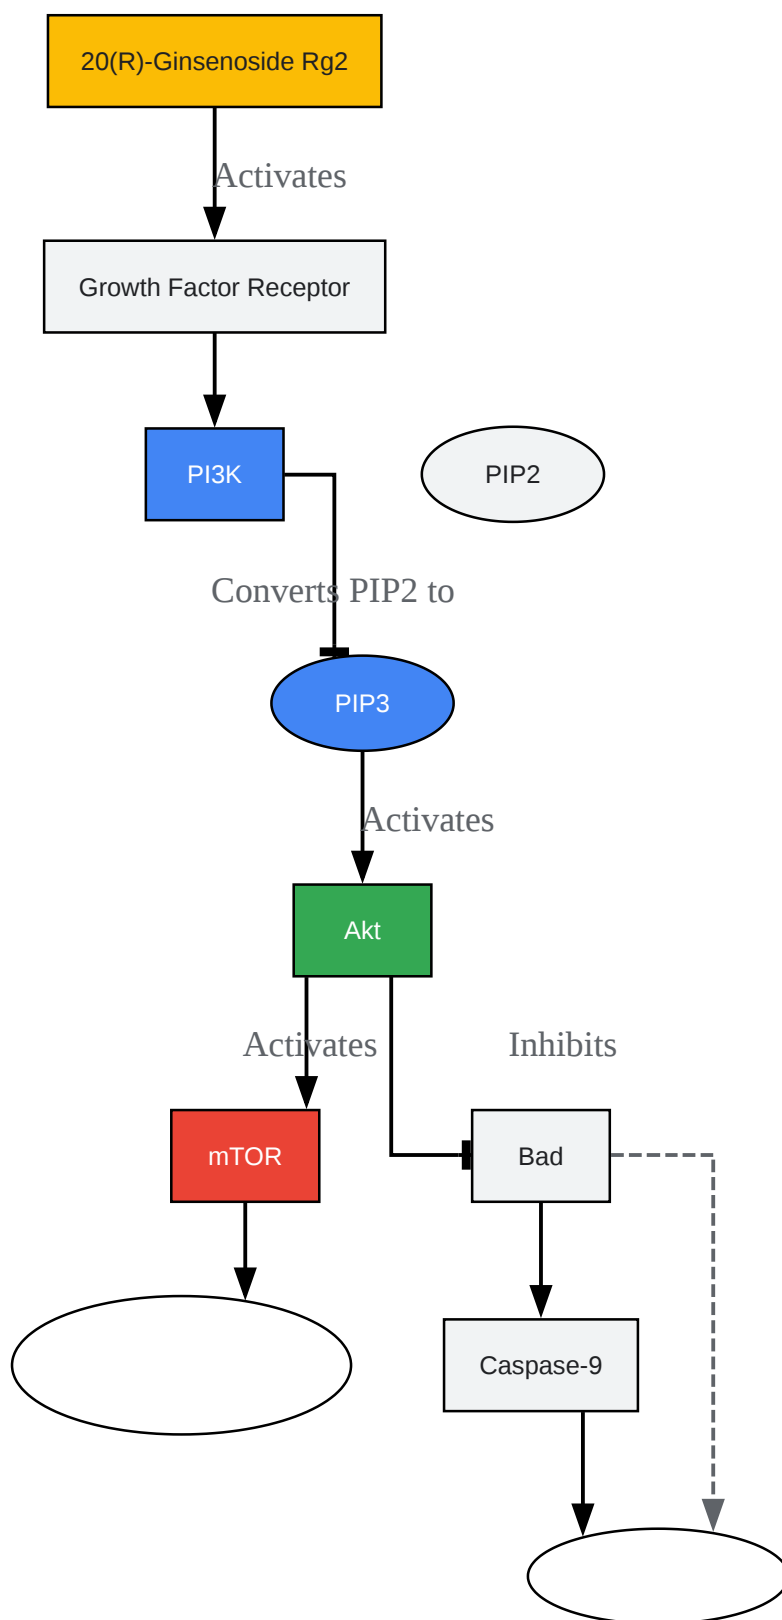 20(R)-Ginsenoside Rg2
Activates
Growth Factor Receptor
PI3K
PIP2
Converts PIP2 to
PIP3
Activates
Akt
Activates
Inhibits
mTOR
Bad
Caspase-9